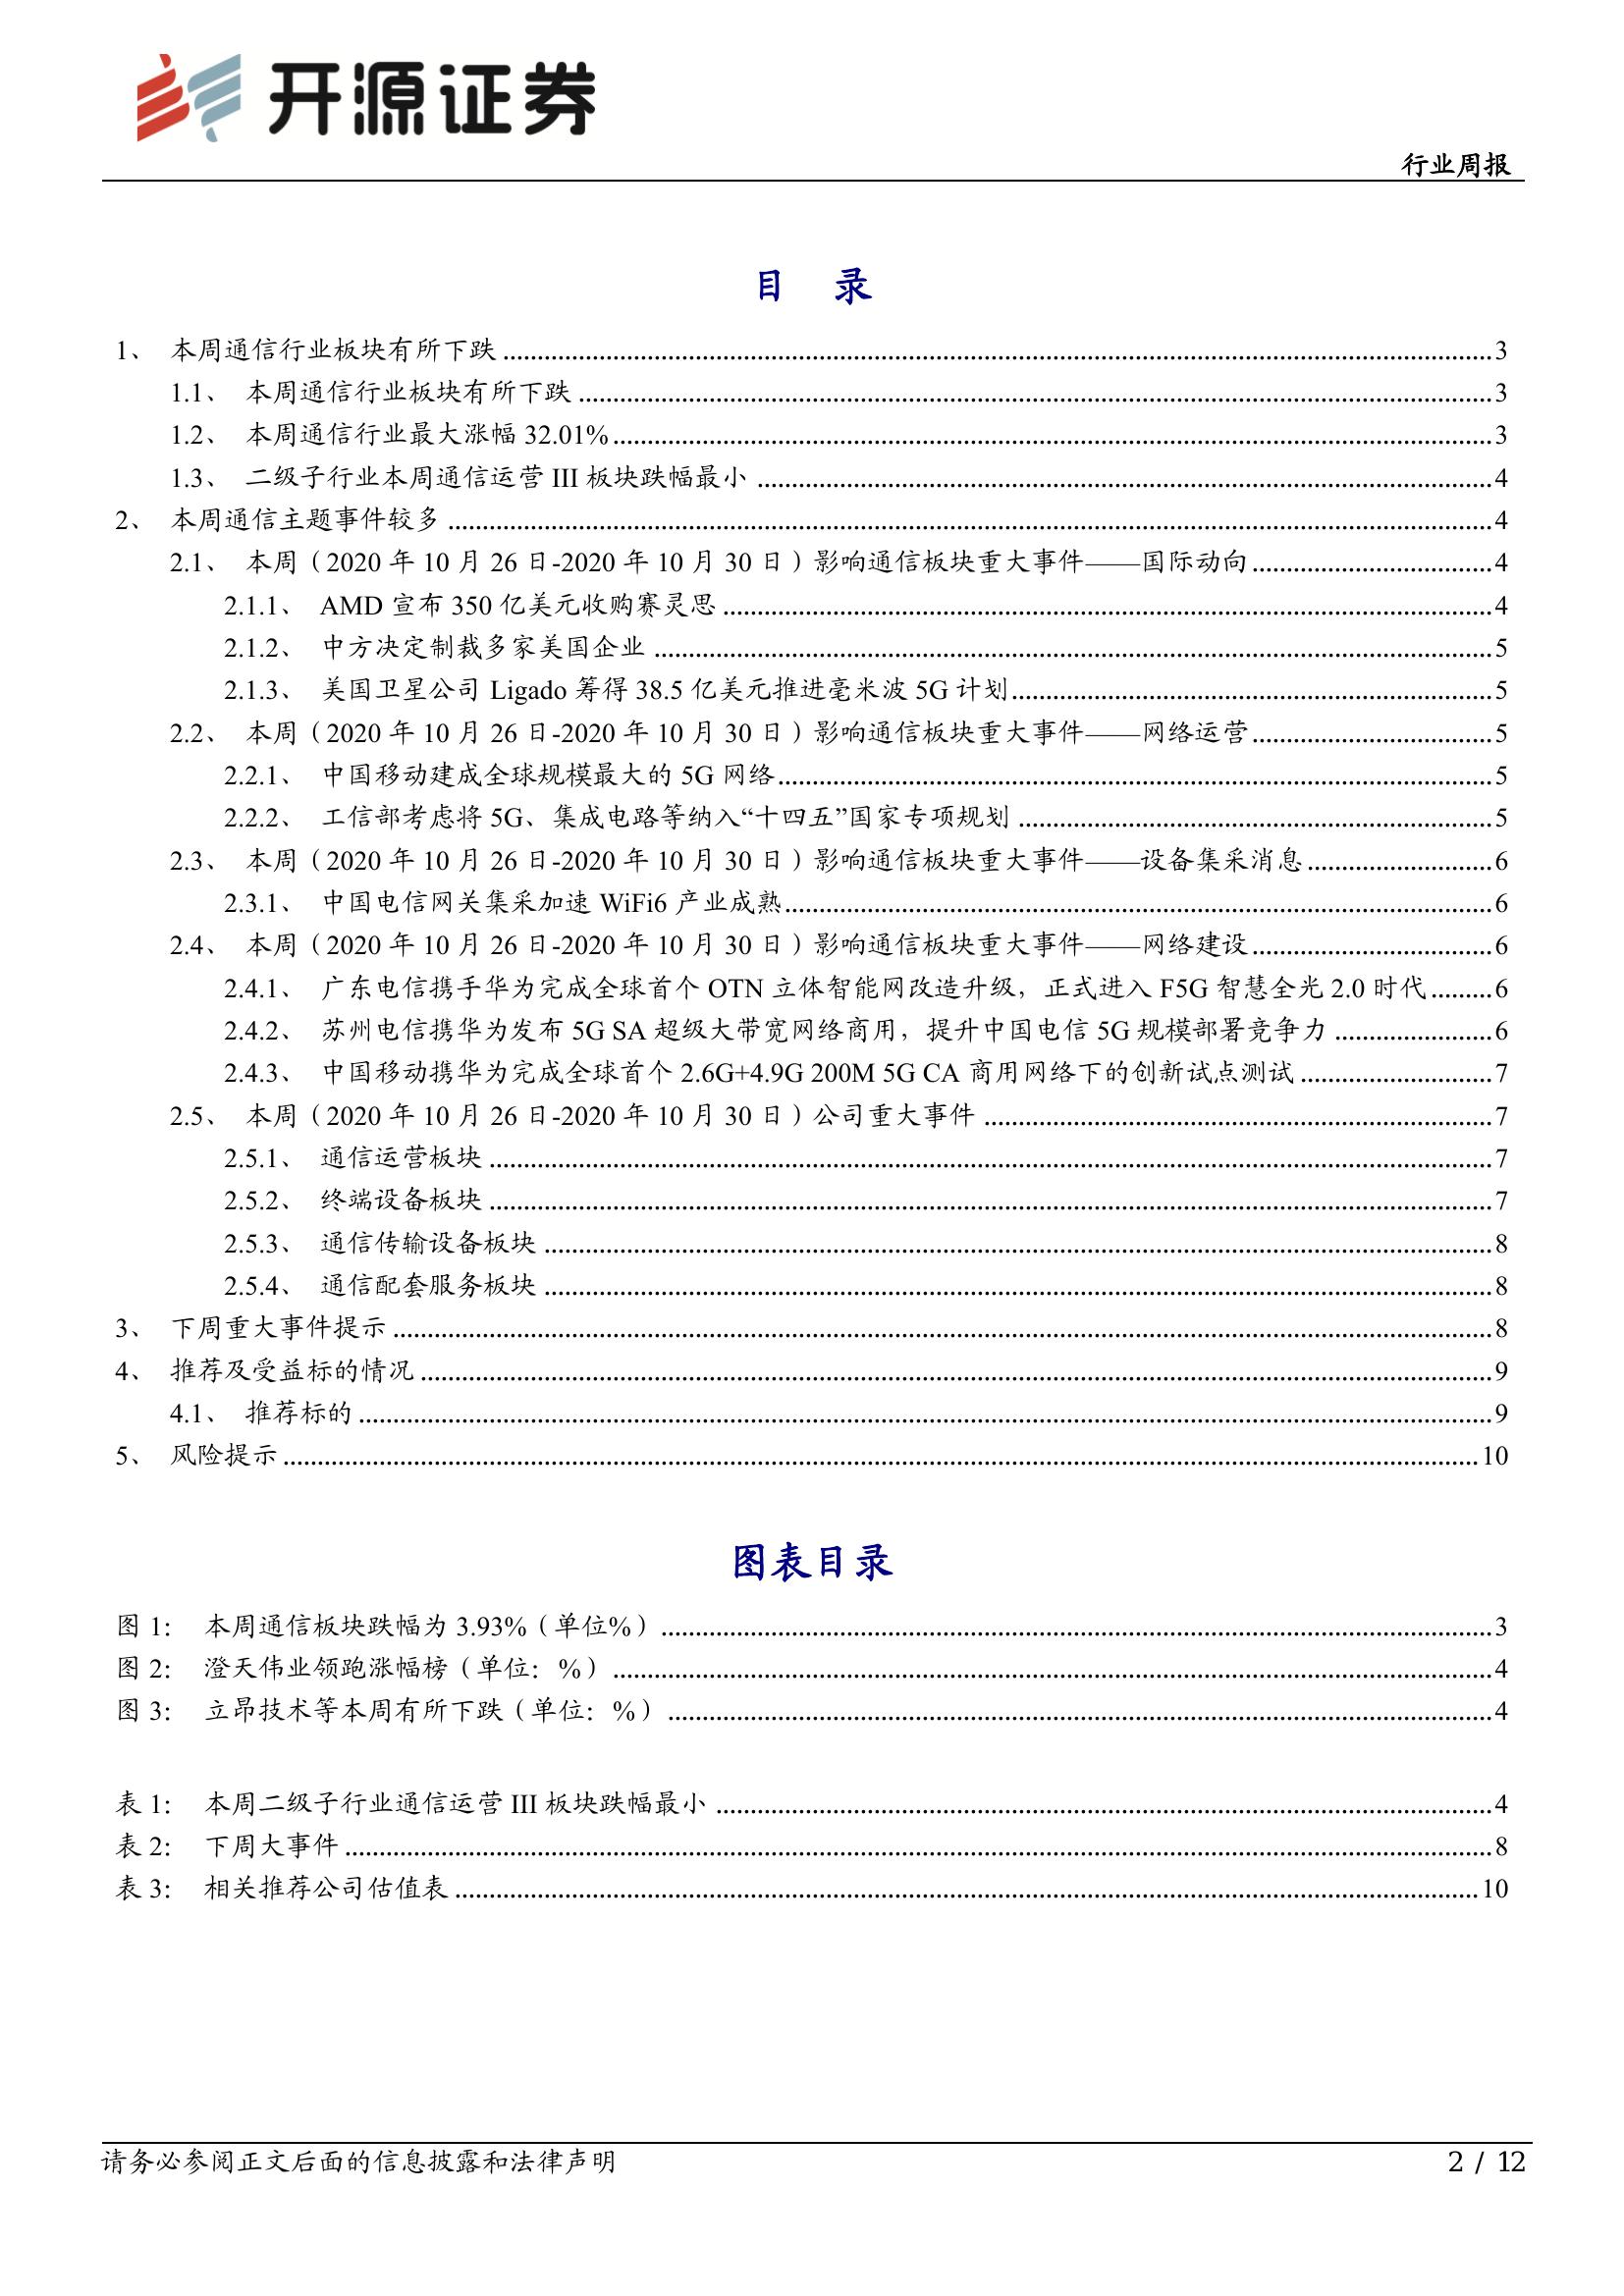 开源证券
行业周报
目 录
1、 本周通信行业板块有所下跌 3
1.1、 本周通信行业板块有所下跌 3
1.2、 本周通信行业最大涨幅 32.01% 3
1.3、 二级子行业本周通信运营 III 板块跌幅最小 4
2、 本周通信主题事件较多 4
2.1、 本周（2020 年 10 月 26 日-2020 年 10 月 30 日）影响通信板块重大事件——国际动向 4
2.1.1、 AMD 宣布 350 亿美元收购赛灵思 4
2.1.2、 中方决定制裁多家美国企业 5
2.1.3、 美国卫星公司 Ligado 筹得 38.5 亿美元推进毫米波 5G 计划 5
2.2、 本周（2020 年 10 月 26 日-2020 年 10 月 30 日）影响通信板块重大事件——网络运营 5
2.2.1、 中国移动建成全球规模最大的 5G 网络 5
2.2.2、 工信部考虑将 5G、集成电路等纳入“十四五”国家专项规划 5
2.3、 本周（2020 年 10 月 26 日-2020 年 10 月 30 日）影响通信板块重大事件——设备集采消息 6
2.3.1、 中国电信网关集采加速 WiFi6 产业成熟 6
2.4、 本周（2020 年 10 月 26 日-2020 年 10 月 30 日）影响通信板块重大事件——网络建设 6
2.4.1、 广东电信携手华为完成全球首个 OTN 立体智能网改造升级，正式进入 F5G 智慧全光 2.0 时代 6
2.4.2、 苏州电信携华为发布 5G SA 超级大带宽网络商用，提升中国电信 5G 规模部署竞争力 6
2.4.3、 中国移动携华为完成全球首个 2.6G+4.9G 200M 5G CA 商用网络下的创新试点测试 7
2.5、 本周（2020 年 10 月 26 日-2020 年 10 月 30 日）公司重大事件 7
2.5.1、 通信运营板块 7
2.5.2、 终端设备板块 7
2.5.3、 通信传输设备板块 8
2.5.4、 通信配套服务板块 8
3、 下周重大事件提示 8
4、 推荐及受益标的情况 9
4.1、 推荐标的 9
5、 风险提示 10
图表目录
图 1： 本周通信板块跌幅为 3.93%（单位%） 3
图 2： 澄天伟业领跑涨幅榜（单位：%） 4
图 3： 立昂技术等本周有所下跌（单位：%） 4
表 1： 本周二级子行业通信运营 III 板块跌幅最小 4
表 2： 下周大事件 8
表 3： 相关推荐公司估值表 10
请务必参阅正文后面的信息披露和法律声明
2 / 12